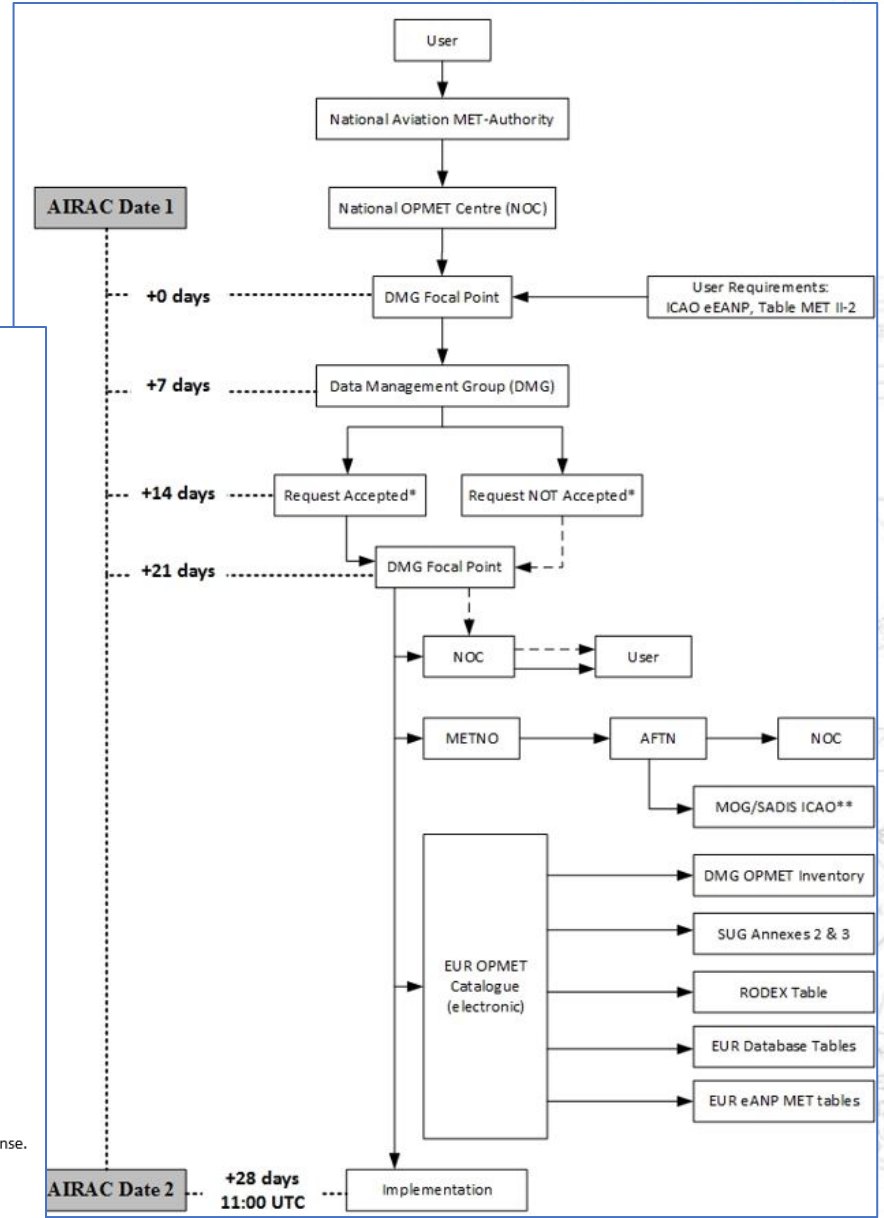 User
National Aviation MET-Authority
AIRAC Date 1
National OPMET Centre (NOC)
+0 days
DMG Focal Point
User Requirements:
ICAO eEANP, Table MET II-2
+7 days
Data Management Group (DMG)
+14 days
Request Accepted*
Request NOT Accepted*
+21 days
DMG Focal Point
NOC
User
METNO
AFTN
NOC
MOG/SADIS ICAO**
EUR OPMET
Catalogue
(electronic)
DMG OPMET Inventory
SUG Annexes 2 & 3
RODEX Table
EUR Database Tables
EUR eANP MET tables
nse.
AIRAC Date 2
+28 days
11:00 UTC
Implementation